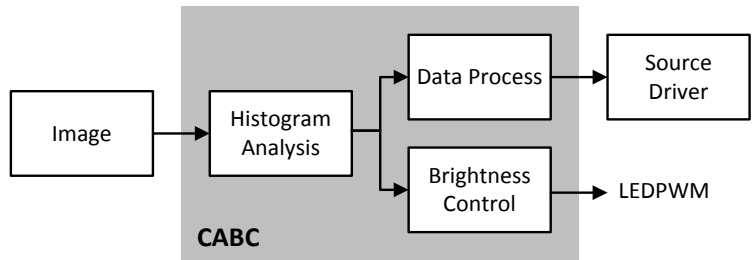 Image
Histogram
Analysis
Data Process
Source
Driver
Brightness
Control
LEDPWM
CABC